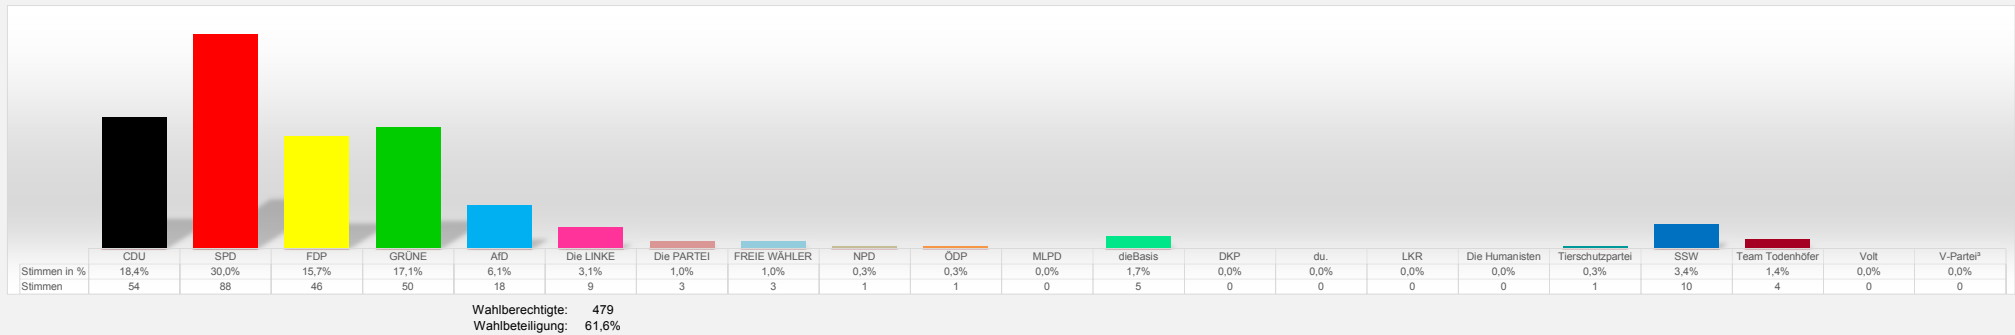 CDU SPD FDP GRÜNE AfD Die LINKE Die PARTEI FREIE WÄHLER NPD ÖDP MLPD dieBasis DKP du. LKR Die Humanisten Tierschutzpartei SSW Team Todenhöfer Volt V-Partei³
Stimmen in % 18,4% 30,0% 15,7% 17,1% 6,1% 3,1% 1,0% 1,0% 0,3% 0,3% 0,0% 1,7% 0,0% 0,0% 0,0% 0,0% 0,3% 3,4% 1,4% 0,0% 0,0%
Stimmen 54 88 46 50 18 9 3 3 1 1 0 5 0 0 0 0 1 10 4 0 0
Wahlberechtigte: 479
Wahlbeteiligung: 61,6%